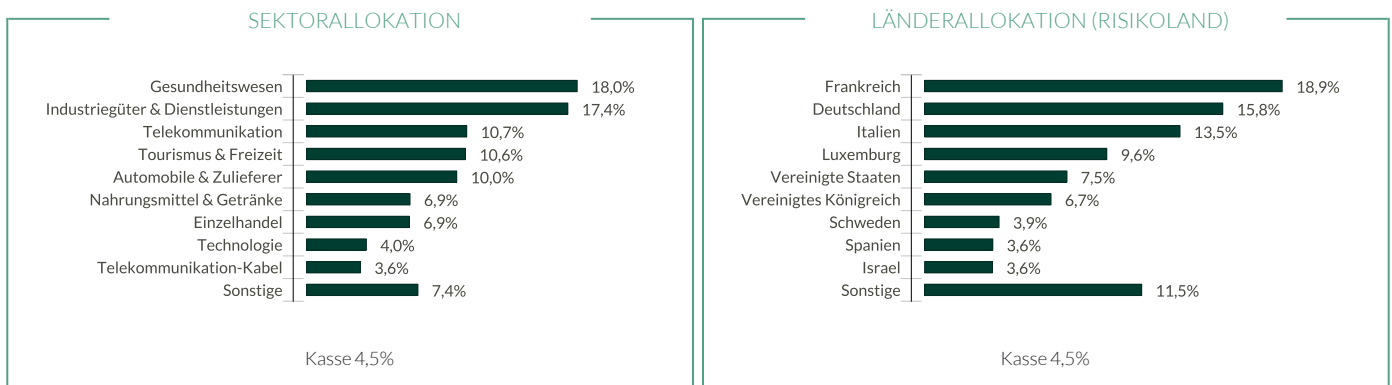 SEKTORALLOKATION
Gesundheitswesen 18,0%
Industriegüter & Dienstleistungen 17,4%
Telekommunikation 10,7%
Tourismus & Freizeit 10,6%
Automobile & Zulieferer 10,0%
Nahrungsmittel & Getränke 6,9%
Einzelhandel 6,9%
Technologie 4,0%
Telekommunikation-Kabel 3,6%
Sonstige 7,4%
Kasse 4,5%
LÄNDERALLOKATION (RISIKOLAND)
Frankreich 18,9%
Deutschland 15,8%
Italien 13,5%
Luxemburg 9,6%
Vereinigte Staaten 7,5%
Vereinigtes Königreich 6,7%
Schweden 3,9%
Spanien 3,6%
Israel 3,6%
Sonstige 11,5%
Kasse 4,5%